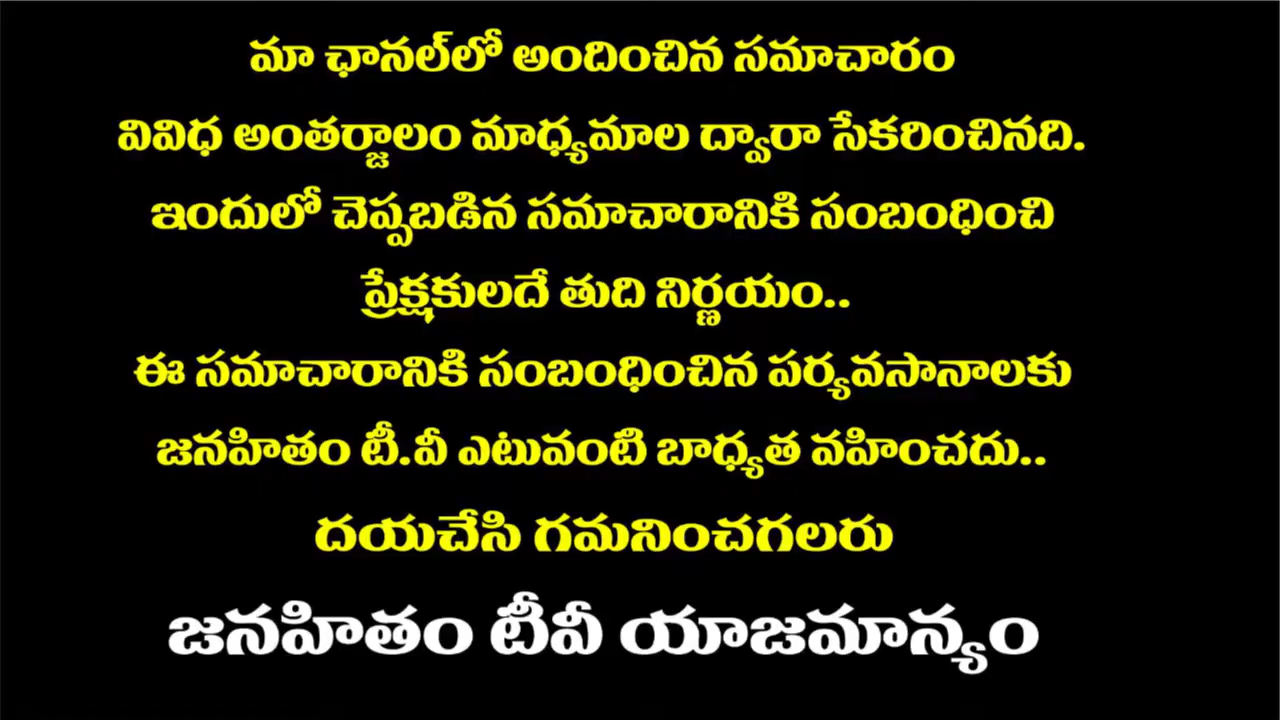 మా ఛానల్‌లో అందించిన సమాచారం
వివిధ అంతర్జాలం మాధ్యమాల ద్వారా సేకరించినది.
ఇందులో చెప్పబడిన సమాచారానికి సంబంధించి
ప్రేక్షకులదే తుది నిర్ణయం..
ఈ సమాచారానికి సంబంధించిన పర్యవసానాలకు
జనహితం టీ.వీ ఎటువంటి బాధ్యత వహించదు..
దయచేసి గమనించగలరు
జనహితం టీవీ యాజమాన్యం